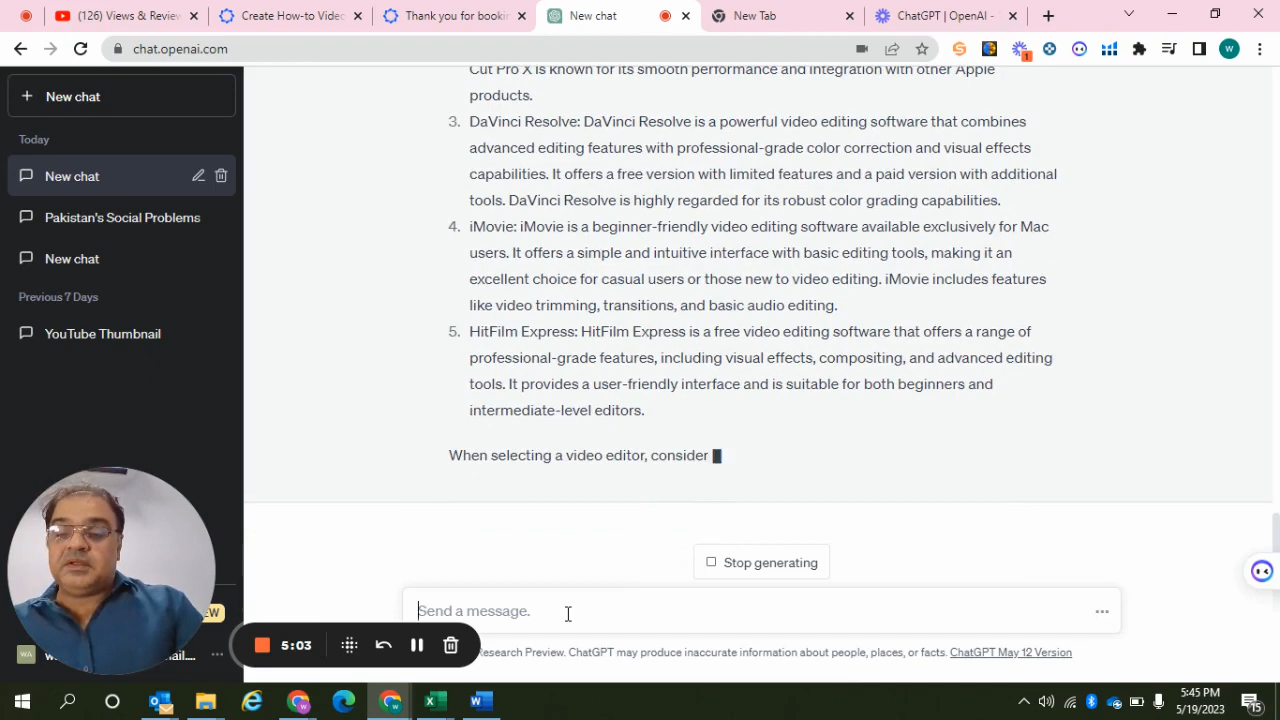 (126) Views & Review
Create How-to Video
Thank you for bookin
New chat
New Tab
ChatGPT | OpenAI -
chat.openai.com
1
W
New chat
Today
New chat
Pakistan's Social Problems
New chat
Previous 7 Days
YouTube Thumbnail
Cut Pro X is known for its smooth performance and integration with other Apple
products.
3. DaVinci Resolve: DaVinci Resolve is a powerful video editing software that combines
advanced editing features with professional-grade color correction and visual effects
capabilities. It offers a free version with limited features and a paid version with additional
tools. DaVinci Resolve is highly regarded for its robust color grading capabilities.
4. iMovie: iMovie is a beginner-friendly video editing software available exclusively for Mac
users. It offers a simple and intuitive interface with basic editing tools, making it an
excellent choice for casual users or those new to video editing. iMovie includes features
like video trimming, transitions, and basic audio editing.
5. HitFilm Express: HitFilm Express is a free video editing software that offers a range of
professional-grade features, including visual effects, compositing, and advanced editing
tools. It provides a user-friendly interface and is suitable for both beginners and
intermediate-level editors.
When selecting a video editor, consider
Stop generating
Send a message.
5:03
Research Preview. ChatGPT may produce inaccurate information about people, places, or facts. ChatGPT May 12 Version
5:45 PM
5/19/2023
15